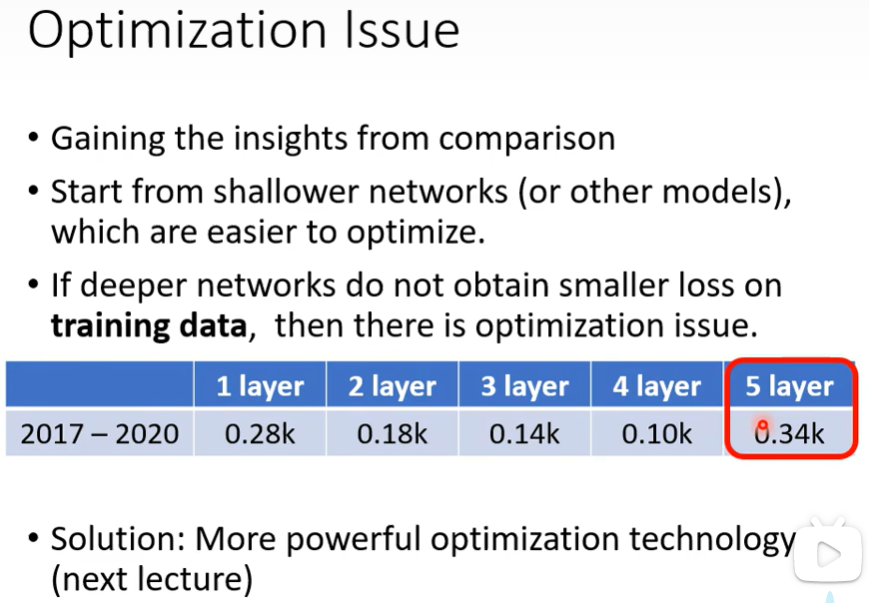 Optimization Issue
• Gaining the insights from comparison
• Start from shallower networks (or other models),
which are easier to optimize.
• If deeper networks do not obtain smaller loss on
training data, then there is optimization issue.
1 layer 2 layer 3 layer 4 layer 5 layer
2017 – 2020 0.28k 0.18k 0.14k 0.10k 0.34k
• Solution: More powerful optimization technology
(next lecture)